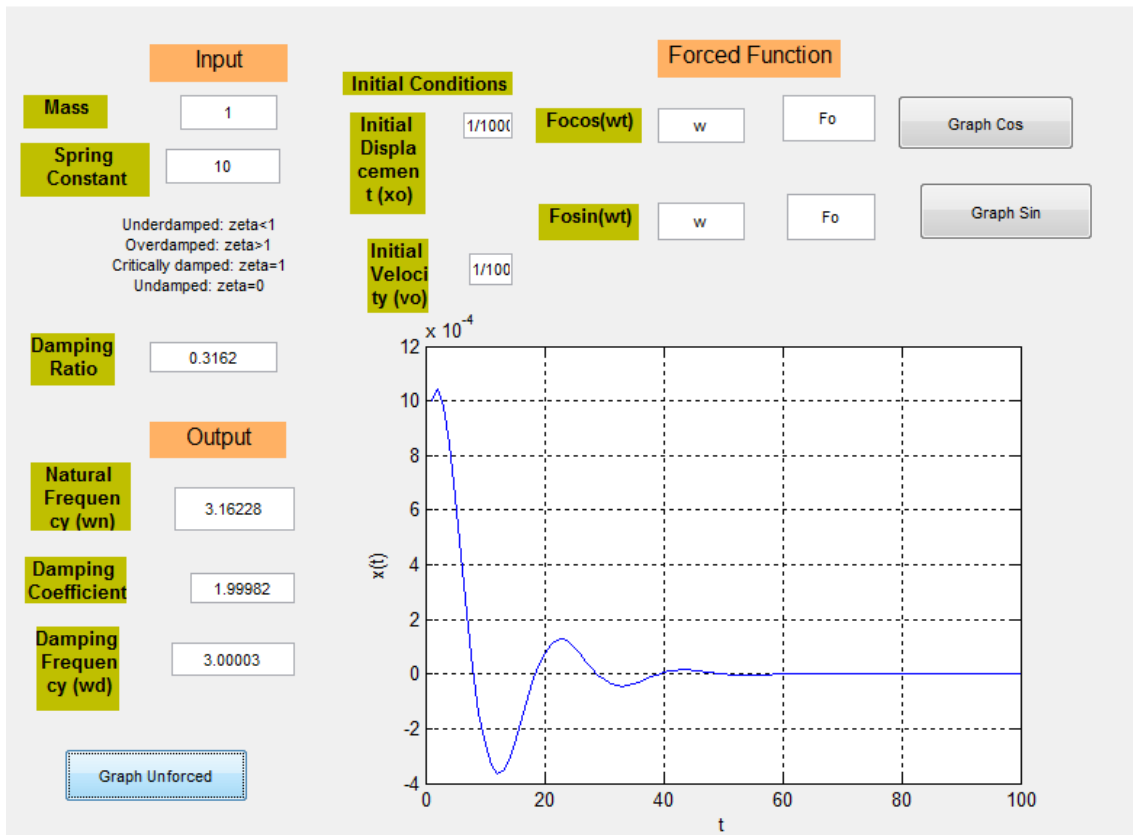 Input
Mass
1
Spring
Constant
10
Underdamped: zeta<1
Overdamped: zeta>1
Critically damped: zeta=1
Undamped: zeta=0
Damping
Ratio
0.3162
Output
Natural
Frequen
cy (wn)
3.16228
Damping
Coefficient
1.99982
Damping
Frequen
cy (wd)
3.00003
Graph Unforced
Initial Conditions
Initial
Displa
cemen
t (xo)
1/1000
Initial
Veloci
ty (vo)
1/100
Forced Function
Focos(wt)
w
Fo
Graph Cos
Fosin(wt)
w
Fo
Graph Sin
x 10^-4
12
10
8
6
4
2
0
-2
-4
x(t)
0 20 40 60 80 100
t